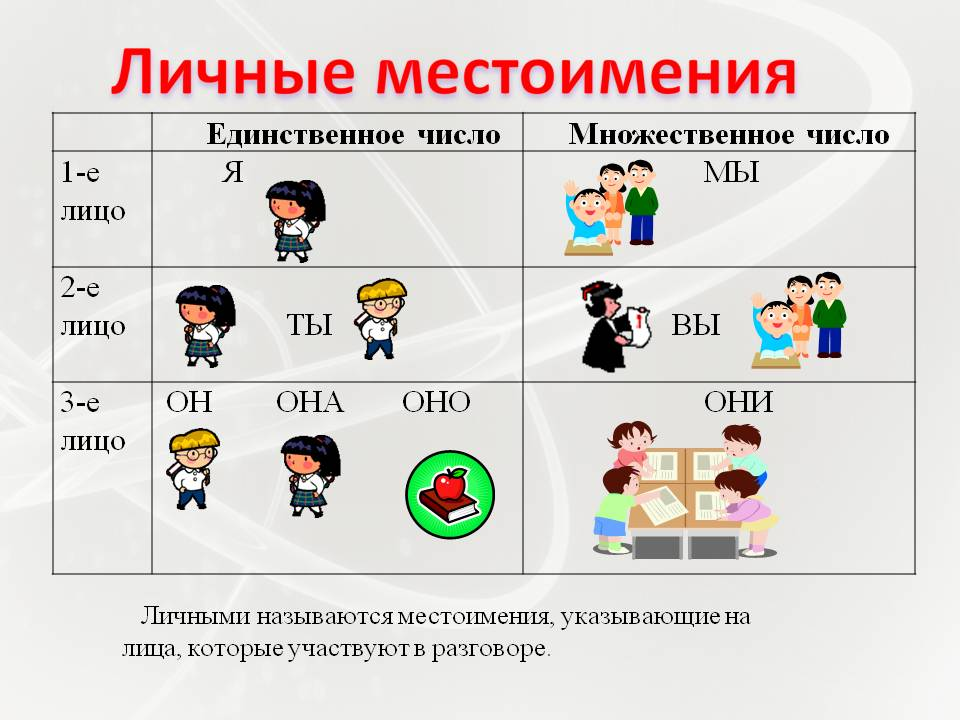 Личные местоимения
Единственное число Множественное число
1-е Я МЫ
лицо
2-е
лицо ТЫ ВЫ
3-е ОН ОНА ОНО ОНИ
лицо
Личными называются местоимения, указывающие на
лица, которые участвуют в разговоре.